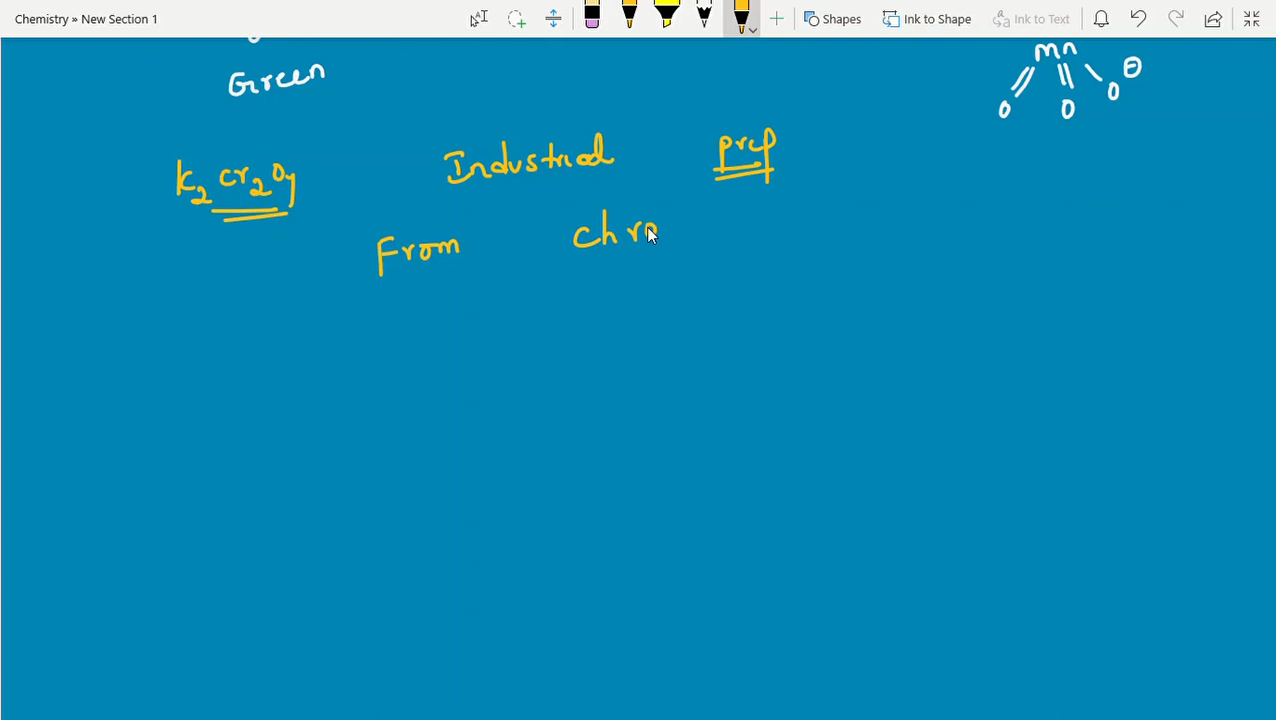 Chemistry » New Section 1
Shapes
Ink to Shape
Ink to Text
Green
Mn
O O O ⊖
K2Cr2O7
Industrial prep
From Chro